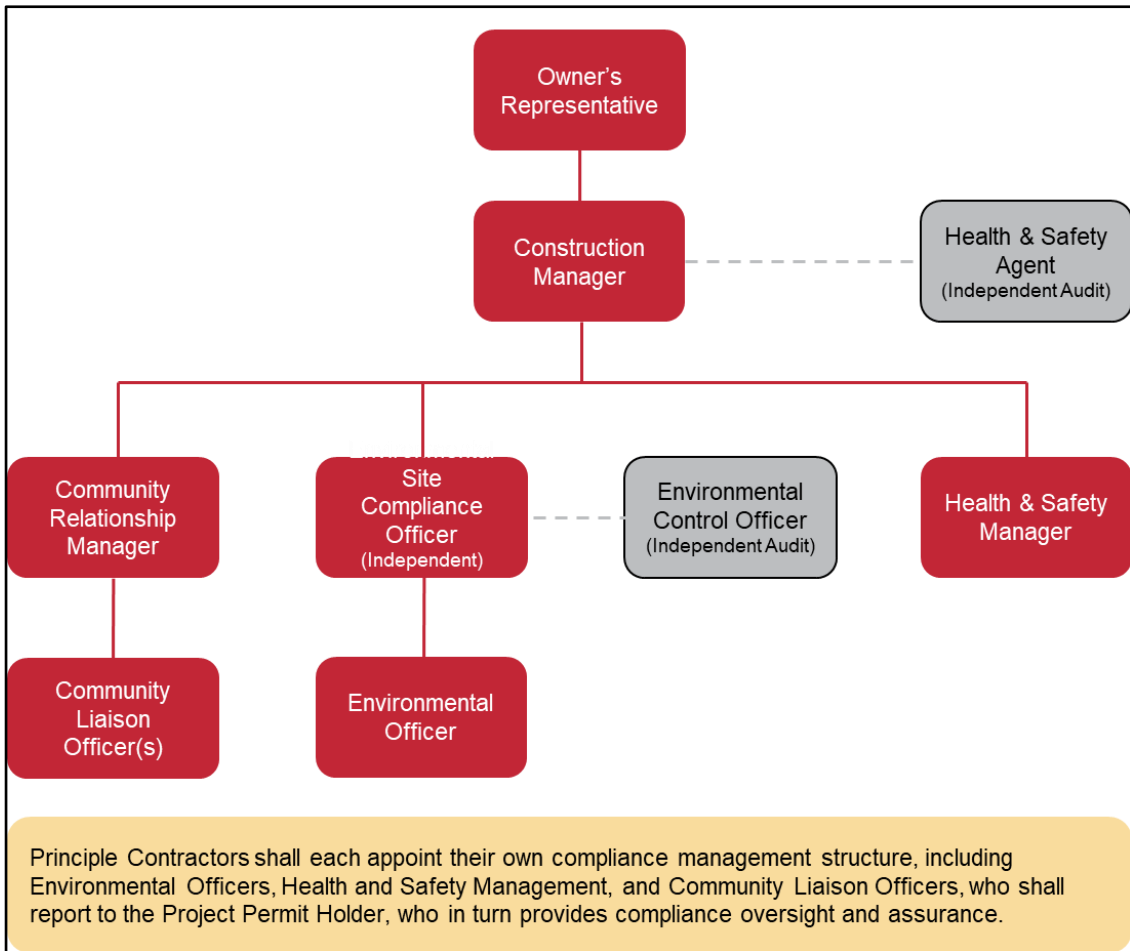 Owner's
Representative
Construction
Manager
Health & Safety
Agent
(Independent Audit)
Community
Relationship
Manager
Site
Compliance
Officer
(Independent)
Environmental
Control Officer
(Independent Audit)
Health & Safety
Manager
Community
Liaison
Officer(s)
Environmental
Officer
Principle Contractors shall each appoint their own compliance management structure, including
Environmental Officers, Health and Safety Management, and Community Liaison Officers, who shall
report to the Project Permit Holder, who in turn provides compliance oversight and assurance.